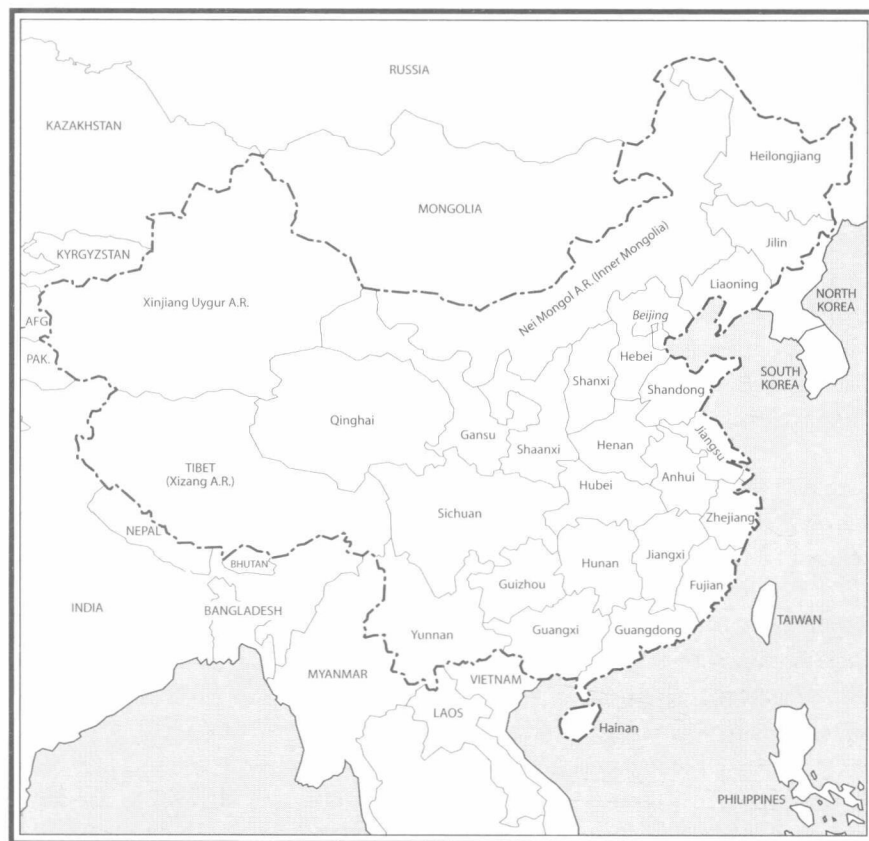 RUSSIA
KAZAKHSTAN
Heilongjiang
MONGOLIA
Jilin
KYRGYZSTAN
Nei Mongol A.R. (Inner Mongolia)
Liaoning
Xinjiang Uygur A.R.
NORTH
KOREA
Beijing
AFG
PAK.
Hebei
SOUTH
KOREA
Shanxi
Shandong
Qinghai
Gansu
Shaanxi
Henan
Jiangsu
TIBET
(Xizang A.R.)
Anhui
Hubei
Sichuan
Zhejiang
NEPAL
BHUTAN
Guizhou
Hunan
Jiangxi
Fujian
INDIA
BANGLADESH
Yunnan
Guangxi
Guangdong
TAIWAN
MYANMAR
VIETNAM
LAOS
Hainan
PHILIPPINES